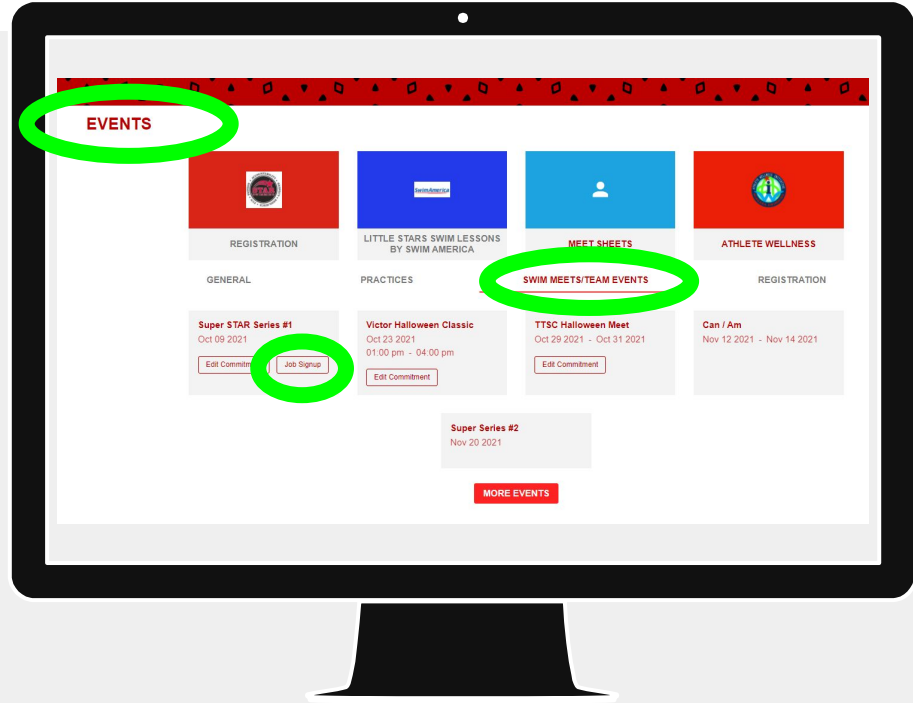 EVENTS
STAR
SwimAmerica
REGISTRATION
LITTLE STARS SWIM LESSONS
BY SWIM AMERICA
MEET SHEETS
ATHLETE WELLNESS
GENERAL
PRACTICES
SWIM MEETS/TEAM EVENTS
REGISTRATION
Super STAR Series #1
Oct 09 2021
Edit Commitm
Job Signup
Victor Halloween Classic
Oct 23 2021
01:00 pm - 04:00 pm
Edit Commitment
TTSC Halloween Meet
Oct 29 2021 - Oct 31 2021
Edit Commitment
Can / Am
Nov 12 2021 - Nov 14 2021
Super Series #2
Nov 20 2021
MORE EVENTS